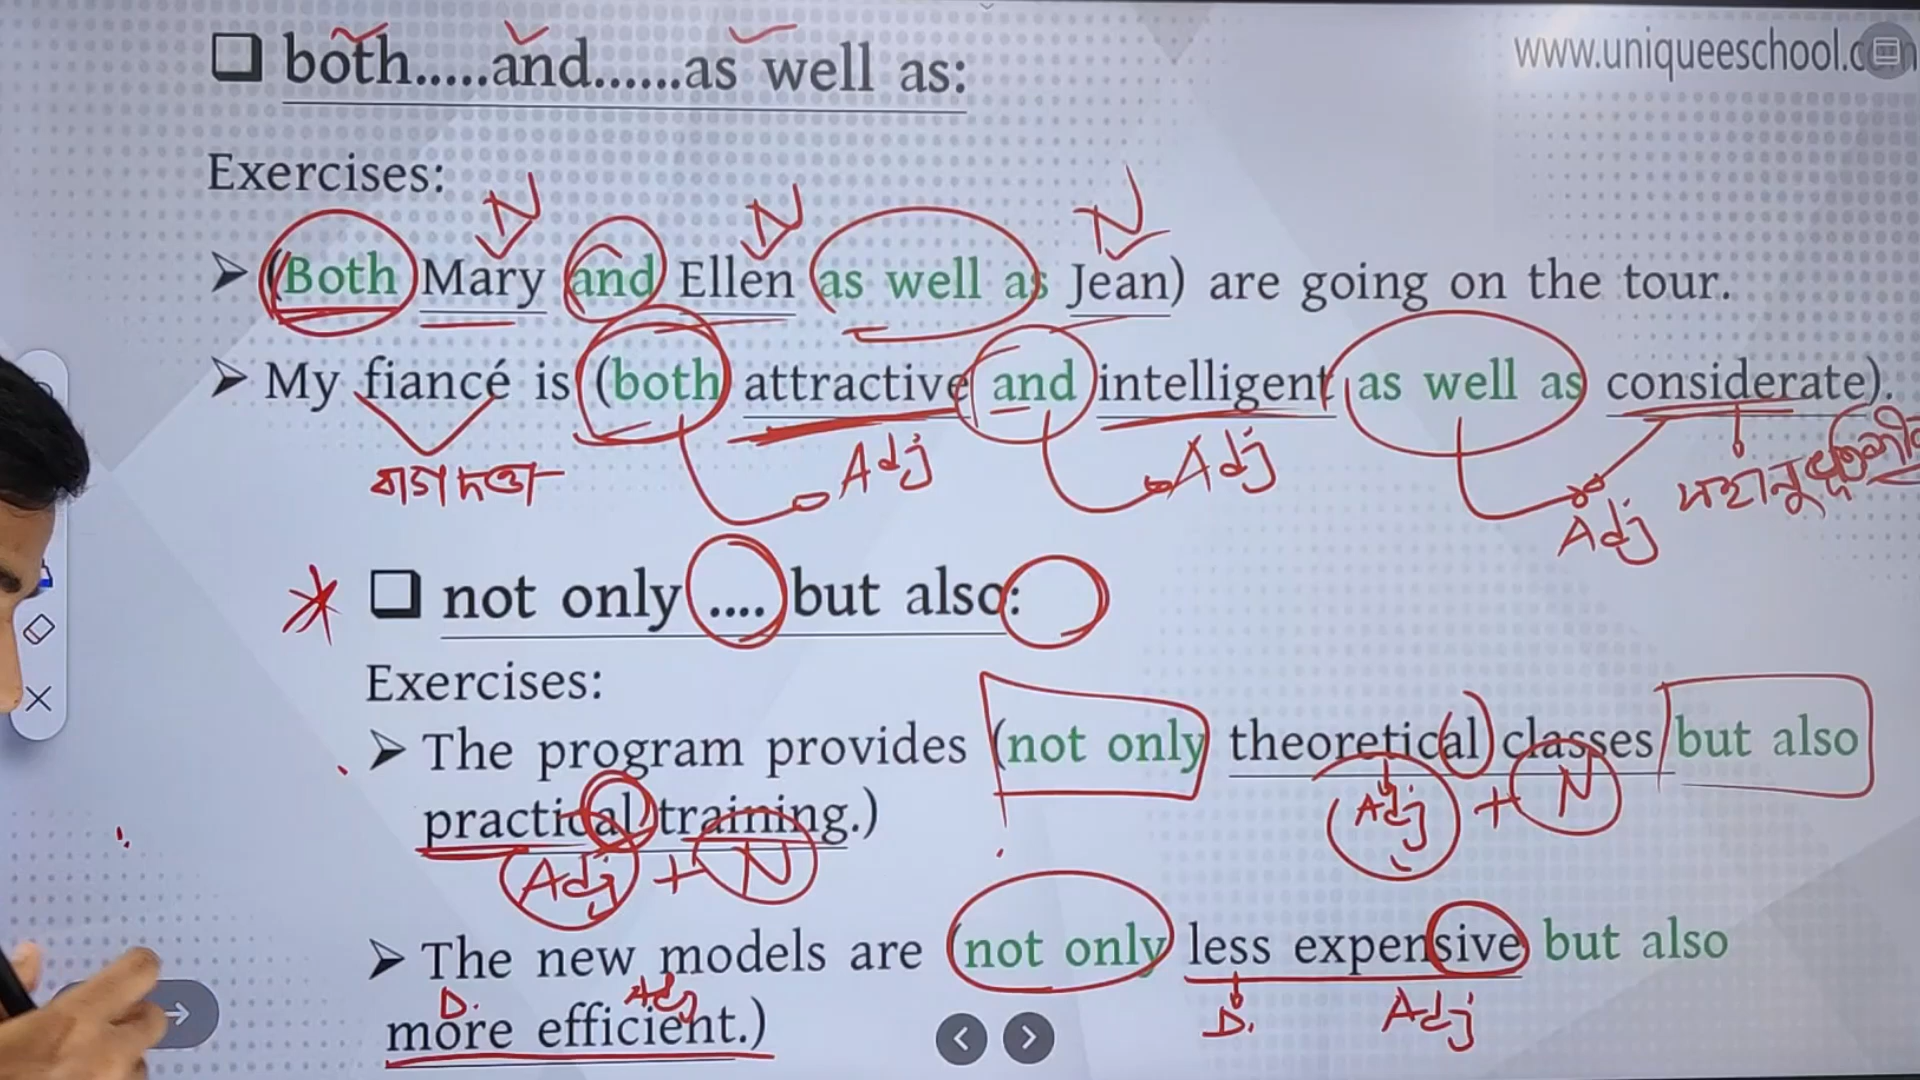 both.....and......as well as:
www.uniqueeschool.c
Exercises:
N N N
(Both Mary and Ellen as well as Jean) are going on the tour.
My fiancé is (both attractive and intelligent as well as considerate).
বাগদত্তা Adj Adj Adj
not only .... but also:
Exercises:
The program provides (not only theoretical classes but also
Adj + N
practical training.)
Adj + N
The new models are (not only less expensive but also
D. Adj D. Adj
more efficient.)